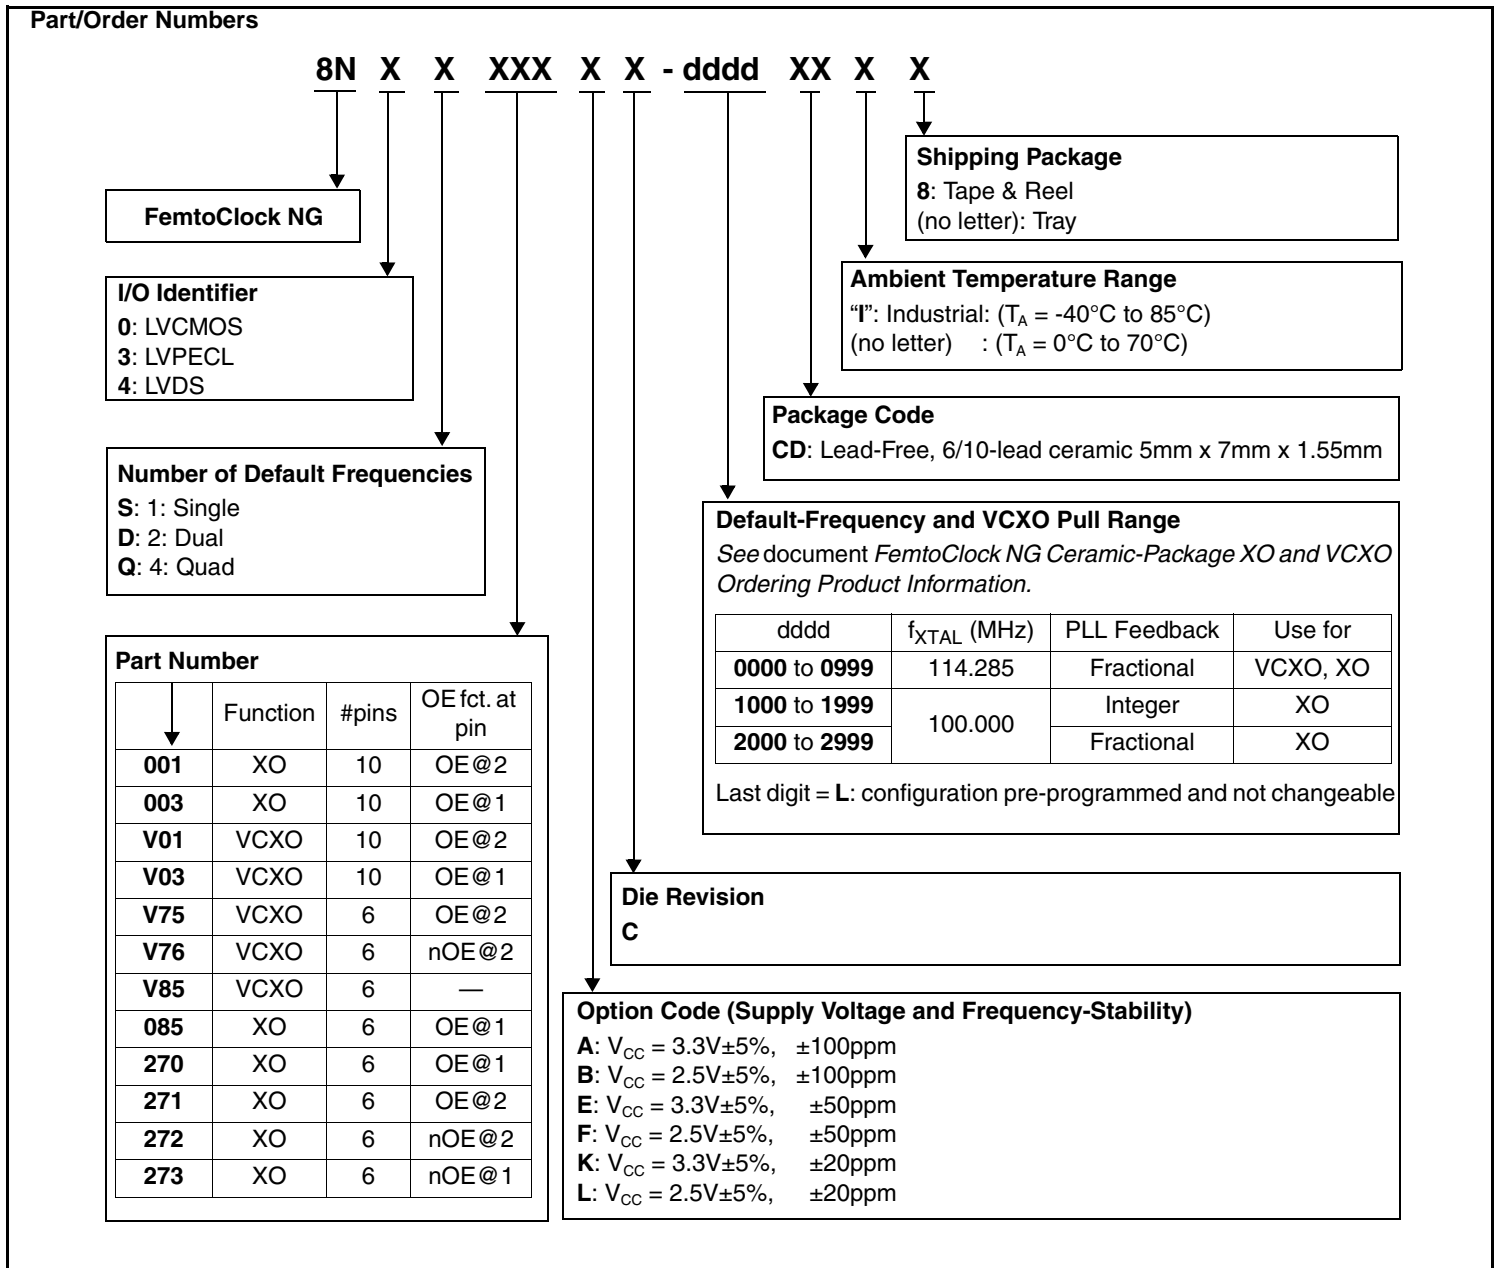 Part/Order Numbers
8N X X XXX X X - dddd XX X X
Shipping Package
8: Tape & Reel
(no letter): Tray
FemtoClock NG
Ambient Temperature Range
“I”: Industrial: (TA = -40°C to 85°C)
(no letter) : (TA = 0°C to 70°C)
I/O Identifier
0: LVCMOS
3: LVPECL
4: LVDS
Package Code
CD: Lead-Free, 6/10-lead ceramic 5mm x 7mm x 1.55mm
Number of Default Frequencies
S: 1: Single
D: 2: Dual
Q: 4: Quad
Default-Frequency and VCXO Pull Range
See document FemtoClock NG Ceramic-Package XO and VCXO
Ordering Product Information.
dddd fXTAL (MHz) PLL Feedback Use for
0000 to 0999 114.285 Fractional VCXO, XO
1000 to 1999 100.000 Integer XO
2000 to 2999 Fractional XO
Last digit = L: configuration pre-programmed and not changeable
Part Number
Function #pins OE fct. at
pin
001 XO 10 OE@2
003 XO 10 OE@1
V01 VCXO 10 OE@2
V03 VCXO 10 OE@1
V75 VCXO 6 OE@2
V76 VCXO 6 nOE@2
V85 VCXO 6 —
085 XO 6 OE@1
270 XO 6 OE@1
271 XO 6 OE@2
272 XO 6 nOE@2
273 XO 6 nOE@1
Die Revision
C
Option Code (Supply Voltage and Frequency-Stability)
A: VCC = 3.3V±5%, ±100ppm
B: VCC = 2.5V±5%, ±100ppm
E: VCC = 3.3V±5%, ±50ppm
F: VCC = 2.5V±5%, ±50ppm
K: VCC = 3.3V±5%, ±20ppm
L: VCC = 2.5V±5%, ±20ppm